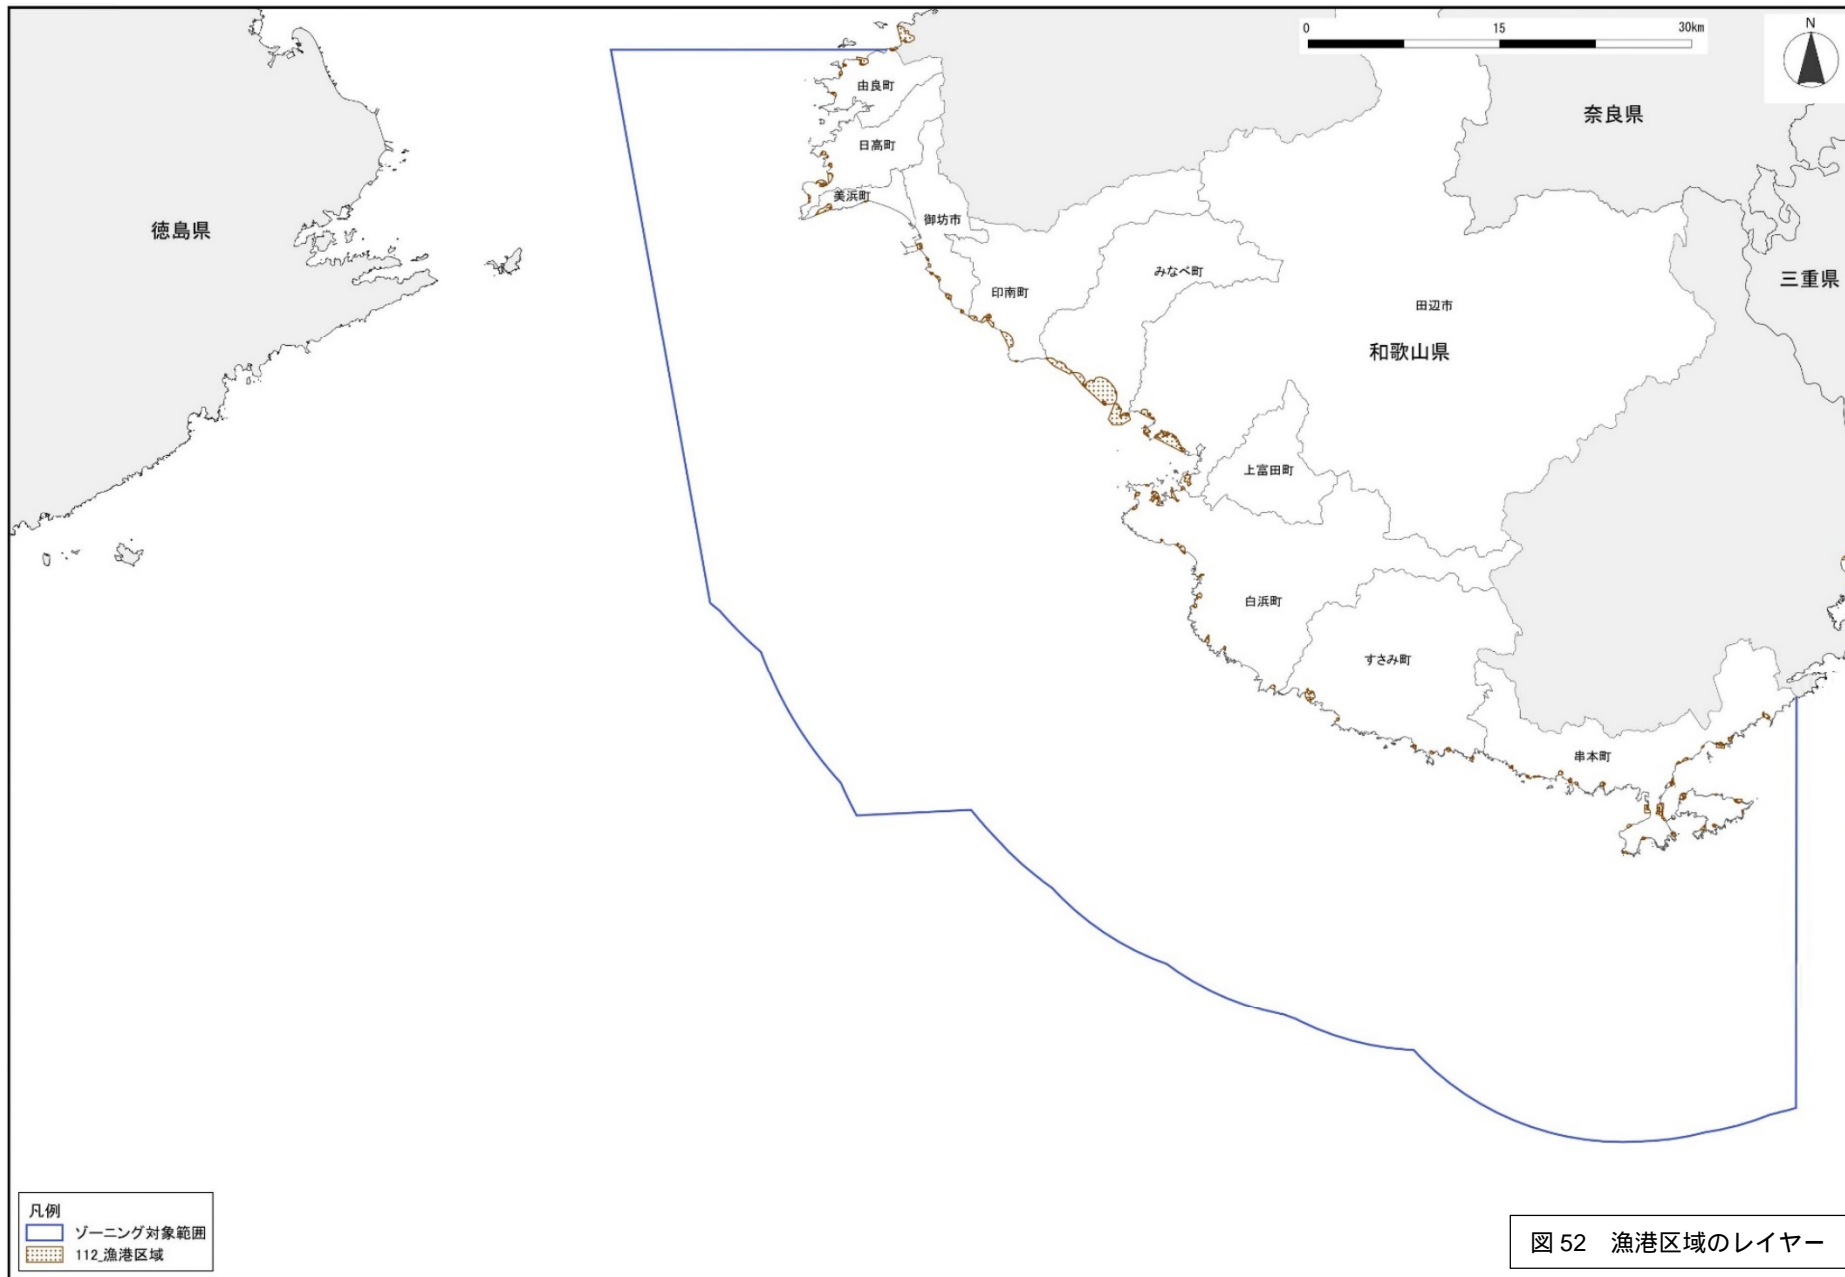 0 15 30km
N
由良町
奈良県
日高町
美浜町
御坊市
徳島県
みなべ町
三重県
印南町
田辺市
和歌山県
上富田町
白浜町
すさみ町
串本町
凡例
ゾーニング対象範囲
112_漁港区域
図 52 漁港区域のレイヤー